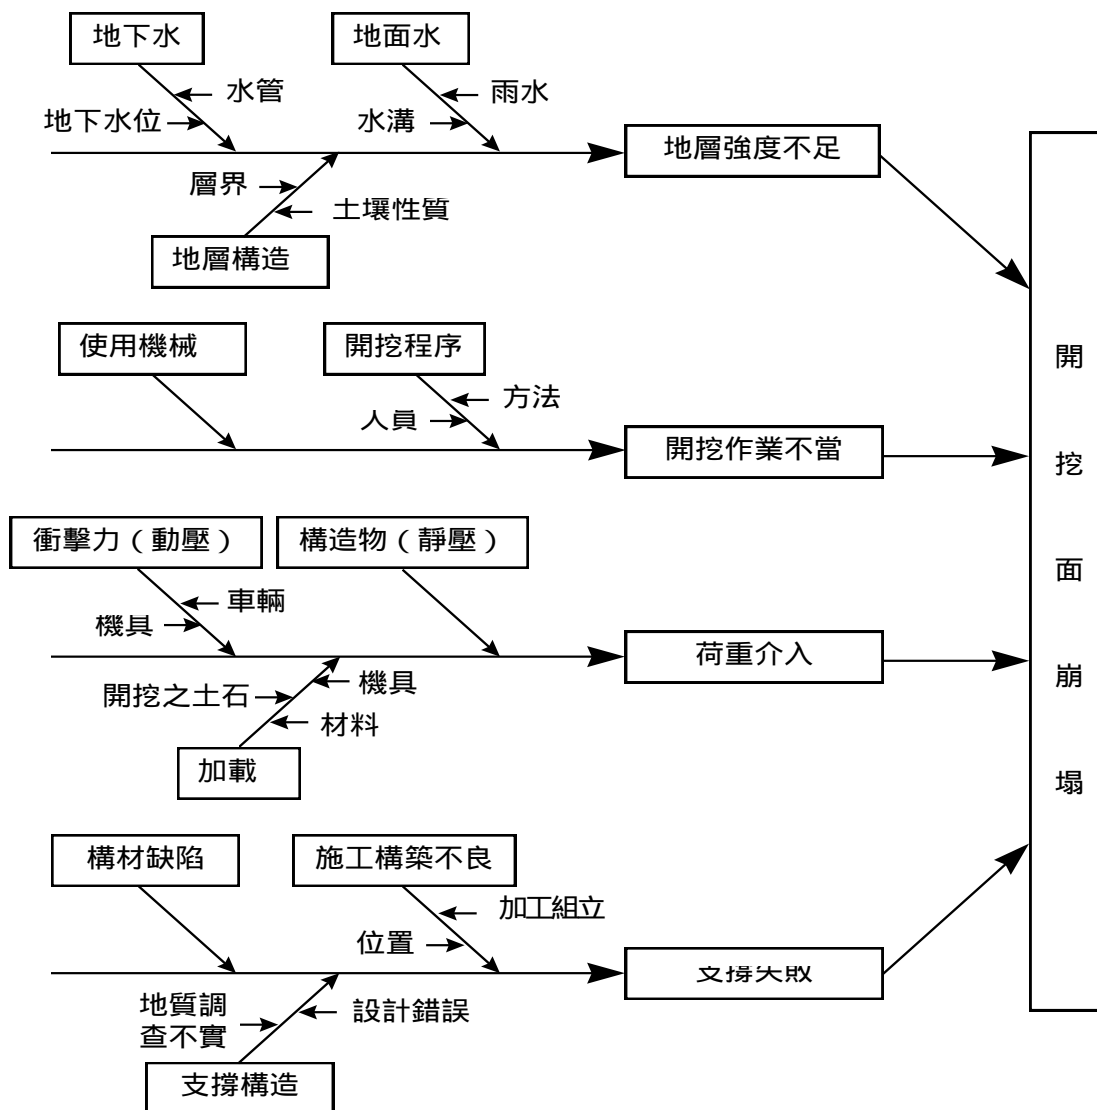 地下水
地面水
水管
雨水
地下水位
水溝
地層強度不足
層界
土壤性質
地層構造
使用機械
開挖程序
方法
人員
開挖作業不當
衝擊力（動壓）
構造物（靜壓）
車輛
機具
荷重介入
開挖之土石
機具
材料
加載
構材缺陷
施工構築不良
加工組立
位置
支撐失敗
地質調
查不實
設計錯誤
支撐構造
開
挖
面
崩
塌